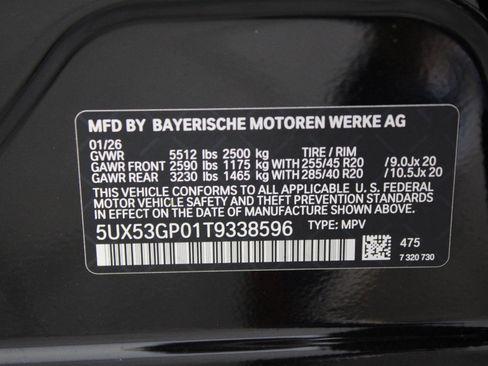 MFD BY BAYERISCHE MOTOREN WERKE AG
01/26
GVWR 5512 lbs 2500 kg TIRE / RIM
GAWR FRONT 2590 lbs 1175 kg WITH 255/45 R20 /9.0Jx 20
GAWR REAR 3230 lbs 1465 kg WITH 285/40 R20 /10.5Jx 20
THIS VEHICLE CONFORMS TO ALL APPLICABLE U. S. FEDERAL
MOTOR VEHICLE SAFETY, BUMPER, AND THEFT PREVENTION
STANDARDS IN EFFECT ON THE DATE OF MANUFACTURE SHOWN ABOVE.
5UX53GP01T9338596 TYPE: MPV
475
7 320 730